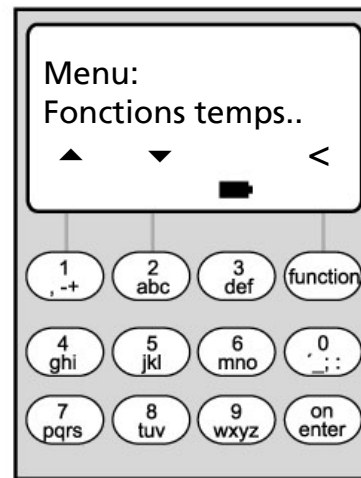 Menu:
Fonctions temps..
<
1 2 3 function
, -+ abc def
4 5 6 0
ghi jkl mno ´_; :
7 8 9 on
pqrs tuv wxyz enter